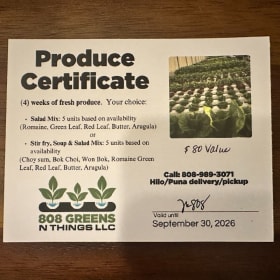 Produce
Certificate
(4) weeks of fresh produce. Your choice:
- Salad Mix: 5 units based on availability
(Romaine, Green Leaf, Red Leaf, Butter, Arugula)
or
- Stir fry, Soup & Salad Mix: 5 units based on
availability
(Choy sum, Bok Choi, Won Bok, Romaine Green
Leaf, Red Leaf, Butter, Arugula)
808 GREENS
N THINGS LLC
$80 Value
Call: 808-989-3071
Hilo/Puna delivery/pickup
Valid until
September 30, 2026